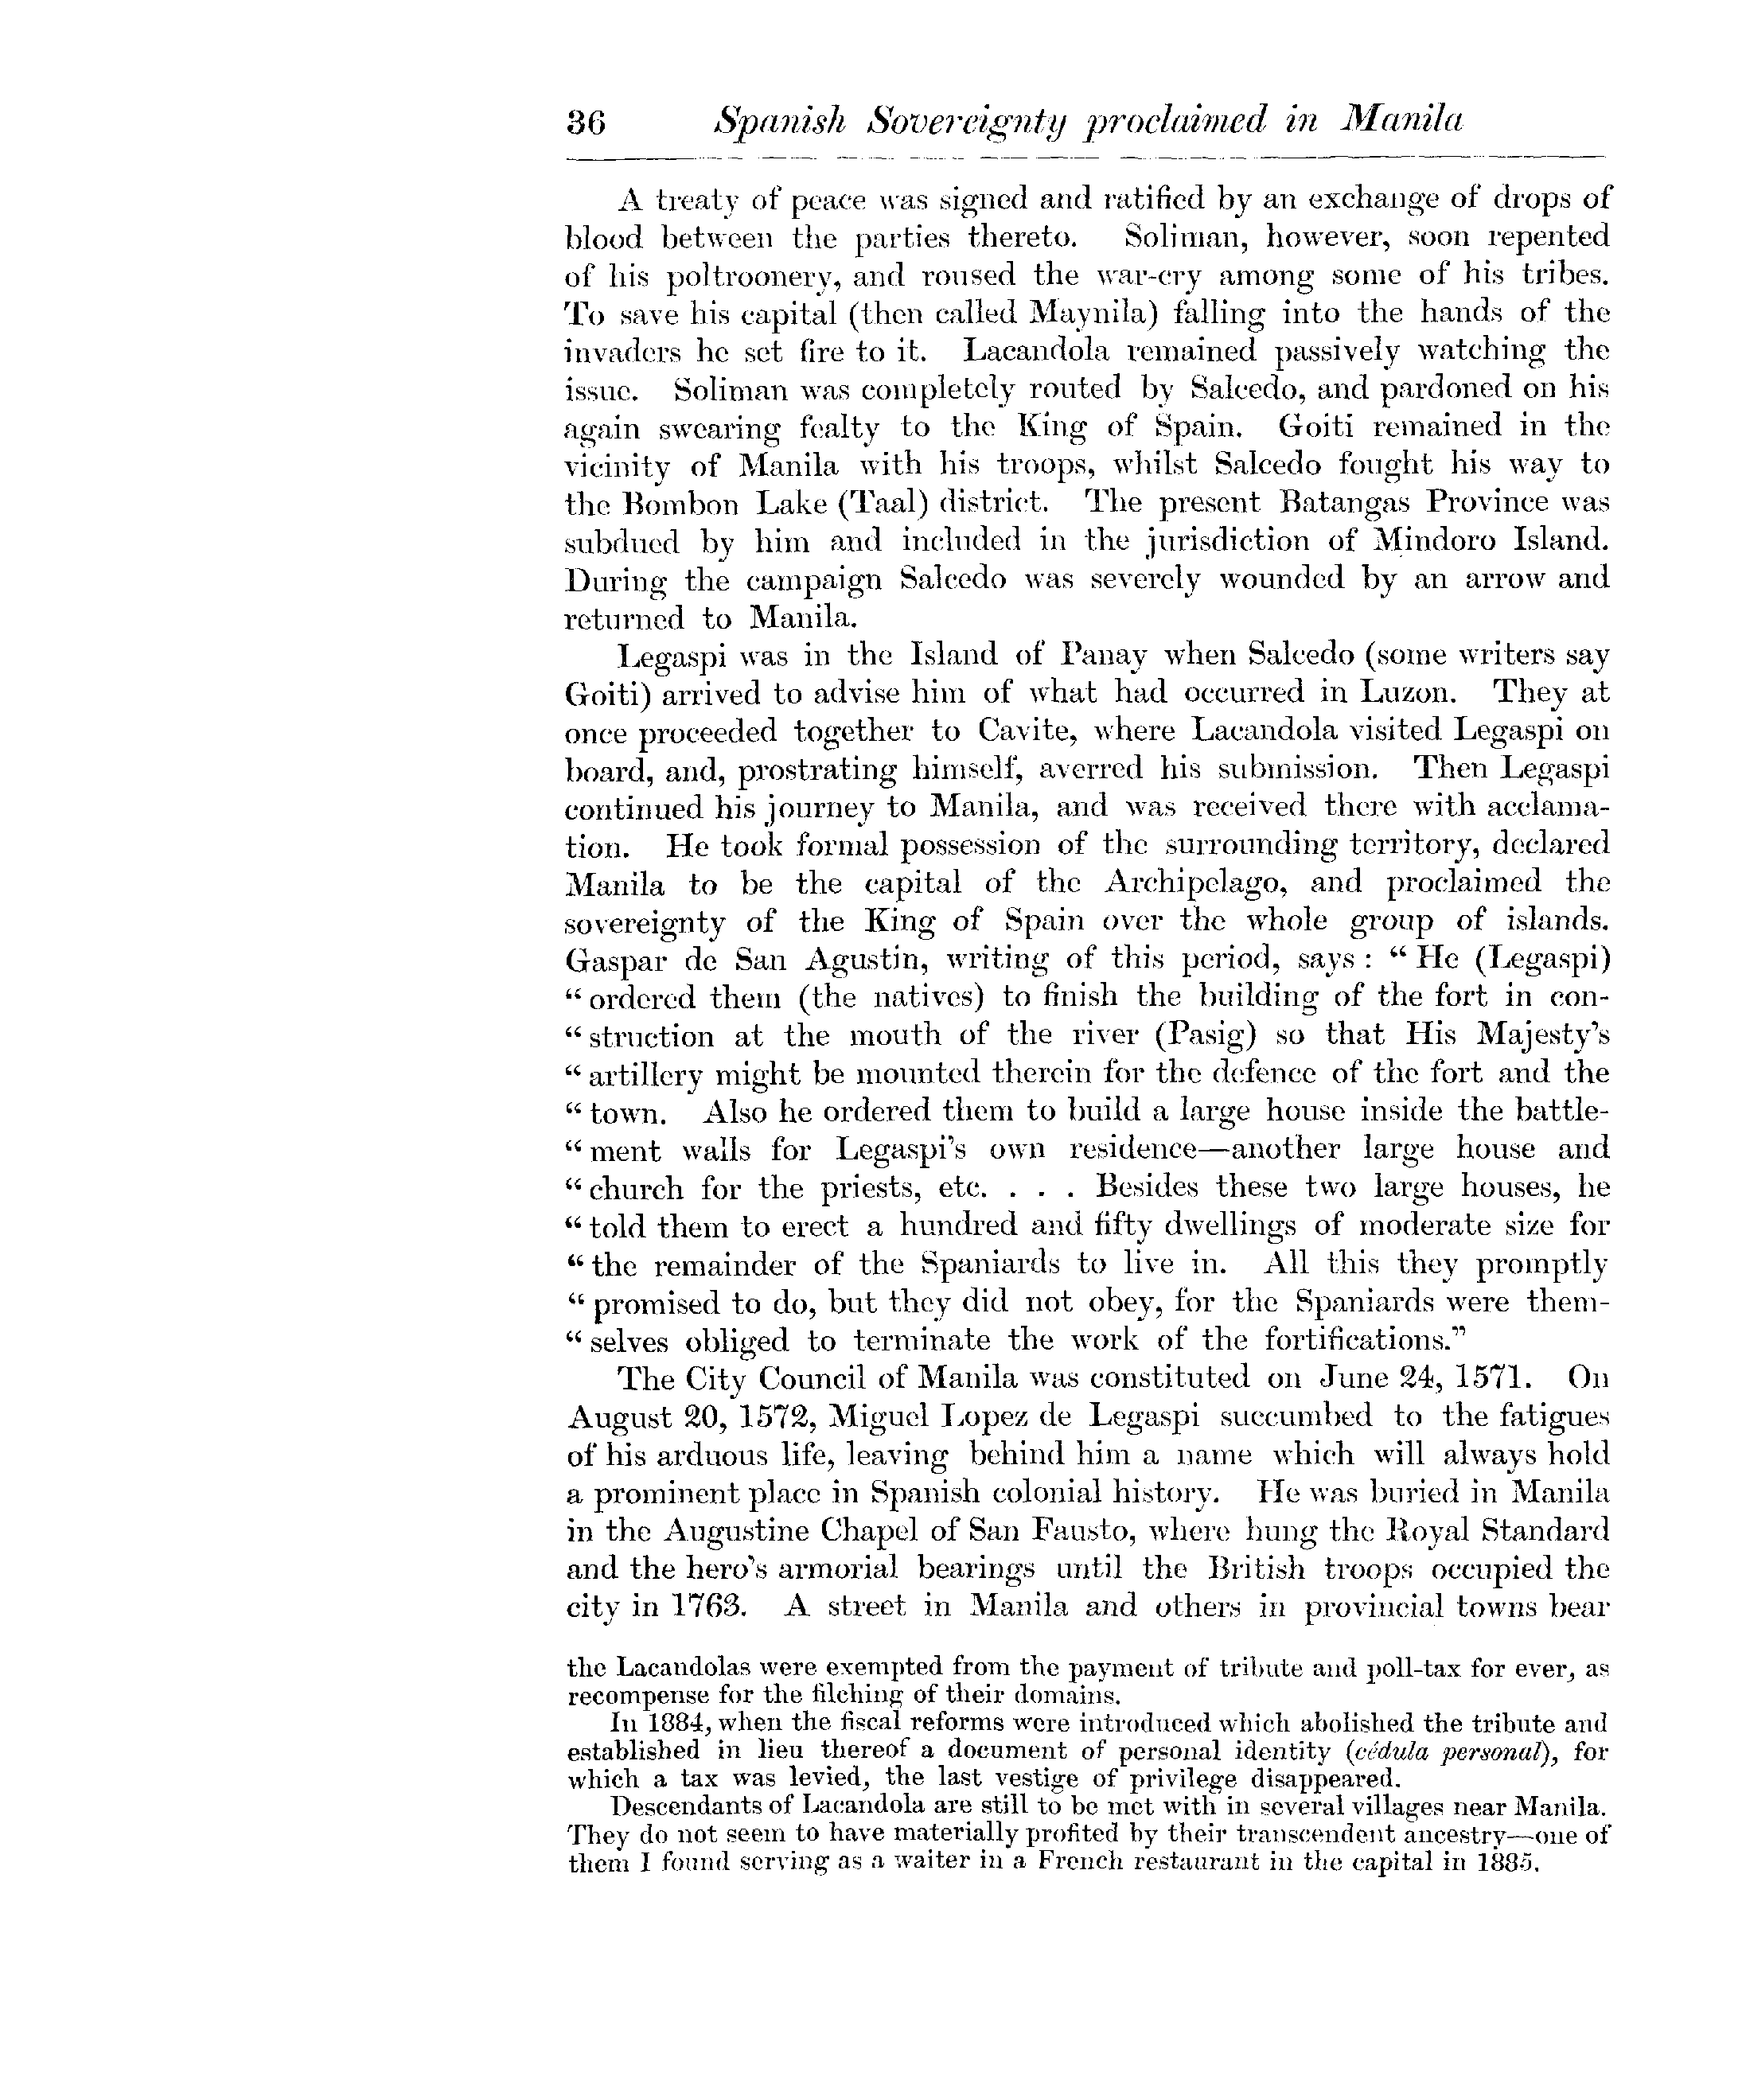 36 Spanish Sovereignty proclaimed in Manila
A treaty of peace was signed and ratified by an exchange of drops of
blood between the parties thereto. Soliman, however, soon repented
of his poltroonery, and roused the war-cry among some of his tribes.
To save his capital (then called Maynila) falling into the hands of the
invaders he set fire to it. Lacandola remained passively watching the
issue. Soliman was completely routed by Salcedo, and pardoned on his
again swearing fealty to the King of Spain. Goiti remained in the
vicinity of Manila with his troops, whilst Salcedo fought his way to
the Bombon Lake (Taal) district. The present Batangas Province was
subdued by him and included in the jurisdiction of Mindoro Island.
During the campaign Salcedo was severely wounded by an arrow and
returned to Manila.
Legaspi was in the Island of Panay when Salcedo (some writers say
Goiti) arrived to advise him of what had occurred in Luzon. They at
once proceeded together to Cavite, where Lacandola visited Legaspi on
board, and, prostrating himself, averred his submission. Then Legaspi
continued his journey to Manila, and was received there with acclama-
tion. He took formal possession of the surrounding territory, declared
Manila to be the capital of the Archipelago, and proclaimed the
sovereignty of the King of Spain over the whole group of islands.
Gaspar de San Agustin, writing of this period, says : “ He (Legaspi)
“ ordered them (the natives) to finish the building of the fort in con-
“ struction at the mouth of the river (Pasig) so that His Majesty's
“ artillery might be mounted therein for the defence of the fort and the
“ town. Also he ordered them to build a large house inside the battle-
“ ment walls for Legaspi's own residence—another large house and
“ church for the priests, etc. . . . Besides these two large houses, he
“ told them to erect a hundred and fifty dwellings of moderate size for
“ the remainder of the Spaniards to live in. All this they promptly
“ promised to do, but they did not obey, for the Spaniards were them-
“ selves obliged to terminate the work of the fortifications.”
The City Council of Manila was constituted on June 24, 1571. On
August 20, 1572, Miguel Lopez de Legaspi succumbed to the fatigues
of his arduous life, leaving behind him a name which will always hold
a prominent place in Spanish colonial history. He was buried in Manila
in the Augustine Chapel of San Fausto, where hung the Royal Standard
and the hero's armorial bearings until the British troops occupied the
city in 1763. A street in Manila and others in provincial towns bear
the Lacandolas were exempted from the payment of tribute and poll-tax for ever, as
recompense for the filching of their domains.
In 1884, when the fiscal reforms were introduced which abolished the tribute and
established in lieu thereof a document of personal identity (cédula personal), for
which a tax was levied, the last vestige of privilege disappeared.
Descendants of Lacandola are still to be met with in several villages near Manila.
They do not seem to have materially profited by their transcendent ancestry—one of
them I found serving as a waiter in a French restaurant in the capital in 1885.